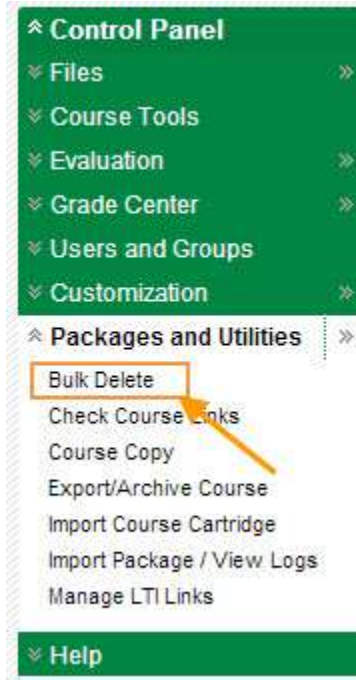 Control Panel
Files
Course Tools
Evaluation
Grade Center
Users and Groups
Customization
Packages and Utilities
Bulk Delete
Check Course Links
Course Copy
Export/Archive Course
Import Course Cartridge
Import Package / View Logs
Manage LTI Links
Help